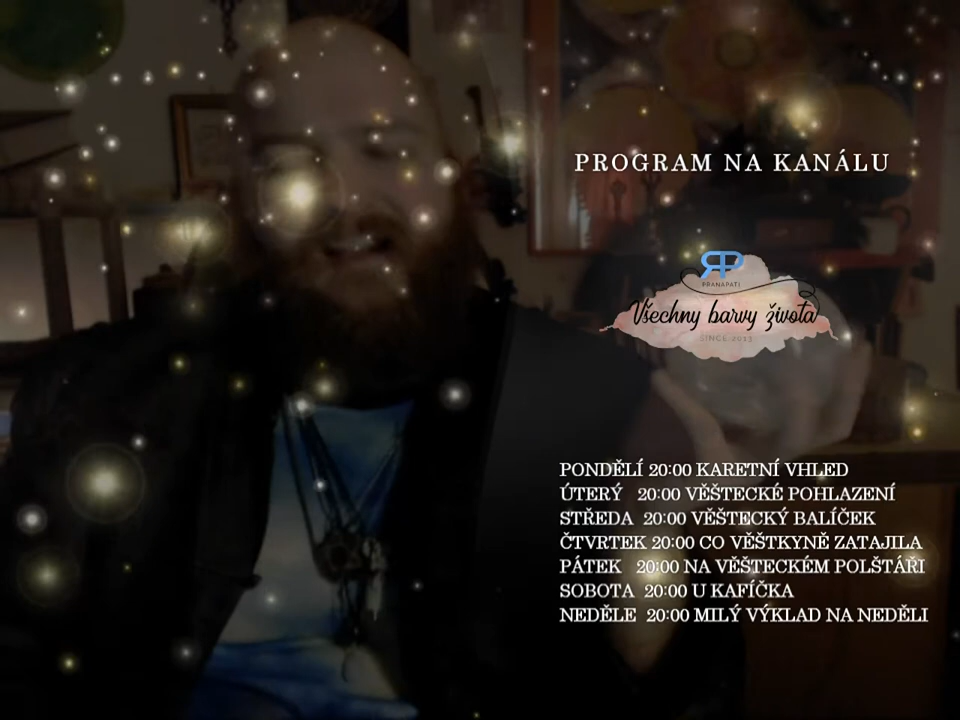 PROGRAM NA KANÁLU
RP
PRANAPATI
Všechny barvy života
SINCE 2013
PONDĚLÍ 20:00 KARETNÍ VHLED
ÚTERÝ 20:00 VĚŠTECKÉ POHLAZENÍ
STŘEDA 20:00 VĚŠTECKÝ BALÍČEK
ČTVRTEK 20:00 CO VĚŠTKYNĚ ZATAJILA
PÁTEK 20:00 NA VĚŠTECKÉM POLŠTÁŘI
SOBOTA 20:00 U KAFÍČKA
NEDĚLE 20:00 MILÝ VÝKLAD NA NEDĚLI